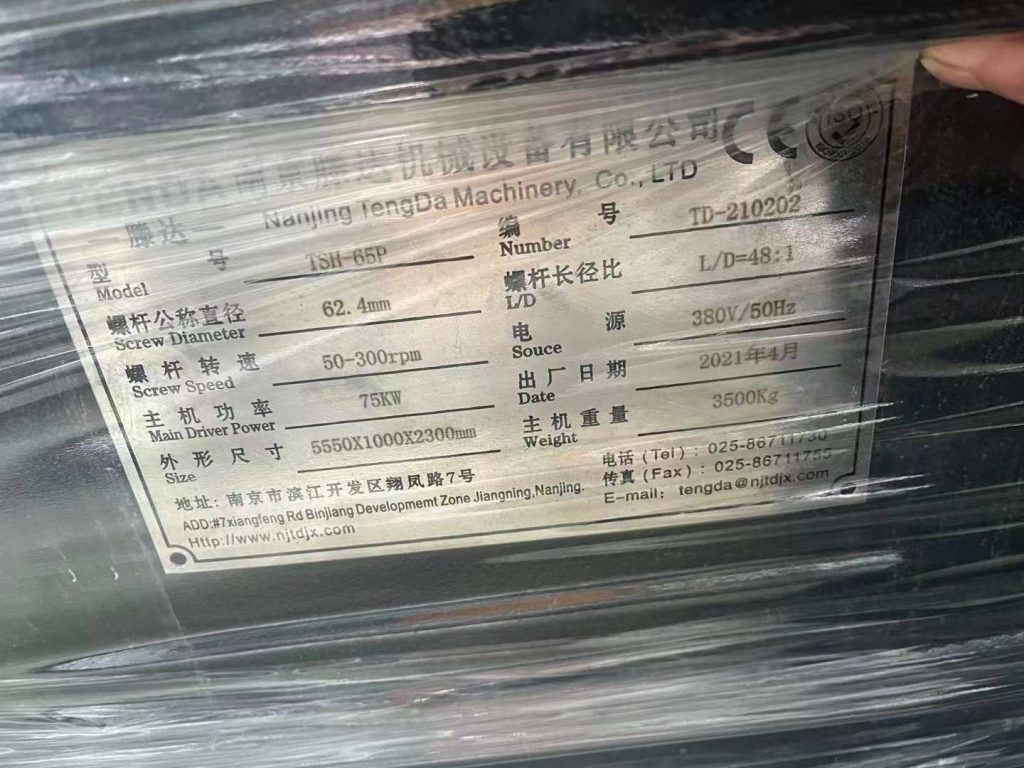 南京腾达机械设备有限公司 CE ISO
腾达 Nanjing TengDa Machinery, Co., LTD
型号 Model TSH-65P 编号 Number TD-210202
螺杆公称直径 Screw Diameter 62.4mm 螺杆长径比 L/D L/D=48:1
螺杆转速 Screw Speed 50-300rpm 电源 Souce 380V/50Hz
主机功率 Main Driver Power 75KW 出厂日期 Date 2021年4月
外形尺寸 Size 5550X1000X2300mm 主机重量 Weight 3500Kg
地址: 南京市滨江开发区翔凤路7号
ADD:#7xiangfeng Rd Binjiang Developmemt Zone Jiangning,Nanjing.
Http://www.njtdjx.com
电话(Tel): 025-86711730
传真(Fax): 025-86711755
E-mail: tengda@njtdjx.com